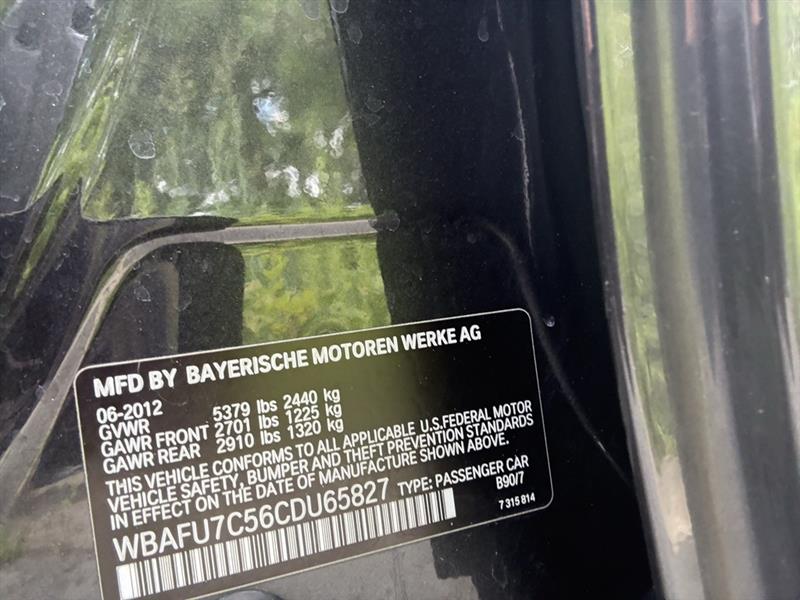 MFD BY BAYERISCHE MOTOREN WERKE AG
06-2012
GVWR 5379 lbs 2440 kg
GAWR FRONT 2701 lbs 1225 kg
GAWR REAR 2910 lbs 1320 kg
THIS VEHICLE CONFORMS TO ALL APPLICABLE U.S.FEDERAL MOTOR
VEHICLE SAFETY, BUMPER AND THEFT PREVENTION STANDARDS
IN EFFECT ON THE DATE OF MANUFACTURE SHOWN ABOVE.
WBAFU7C56CDU65827 TYPE: PASSENGER CAR
B90/7
7 315 814